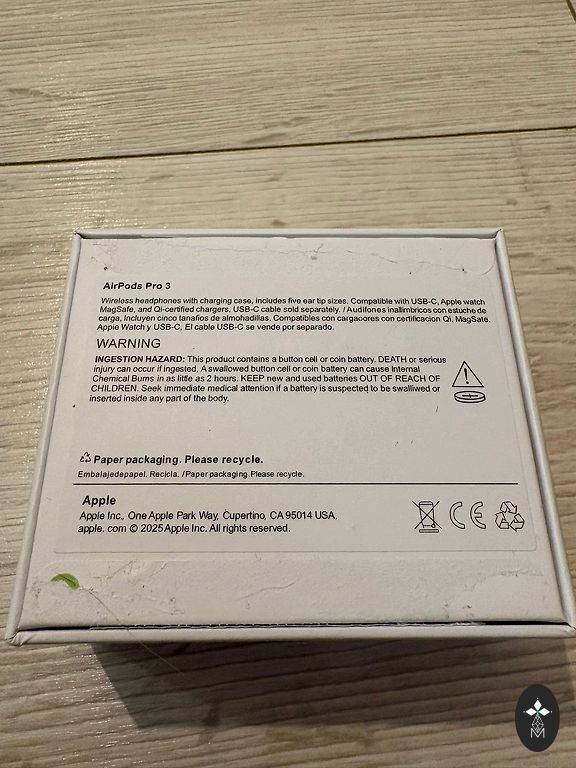 AirPods Pro 3
Wireless headphones with charging case, includes five ear tip sizes. Compatible with USB-C, Apple watch
MagSafe, and Qi-certified chargers. USB-C cable sold separately. / Audifones inallimbricos con estuche de
carga, Incluyen cinco tamaños de almohadillas. Compatibles con cargaoores con certificacion Qi, MagSafe.
Appie Watch y USB-C, El cable USB-C se vende por separado.
WARNING
INGESTION HAZARD: This product contains a button cell or coin battery. DEATH or serious
injury can occur if ingested, A swallowed button cell or coin battery can cause Internal
Chemical Bums in as little as 2 hours. KEEP new and used batteries OUT OF REACH OF
CHILDREN. Seek immediate medical attention if a battery is suspected to be swalliwed or
inserted inside any part of the body.
Paper packaging. Please recycle.
Embalajedepapel. Recicla. /Paper packaging.Please recycle.
Apple
Apple Inc., One Apple Park Way, Cupertino, CA 95014 USA,
apple. com © 2025 Apple Inc. All rights reserved.
CE
M